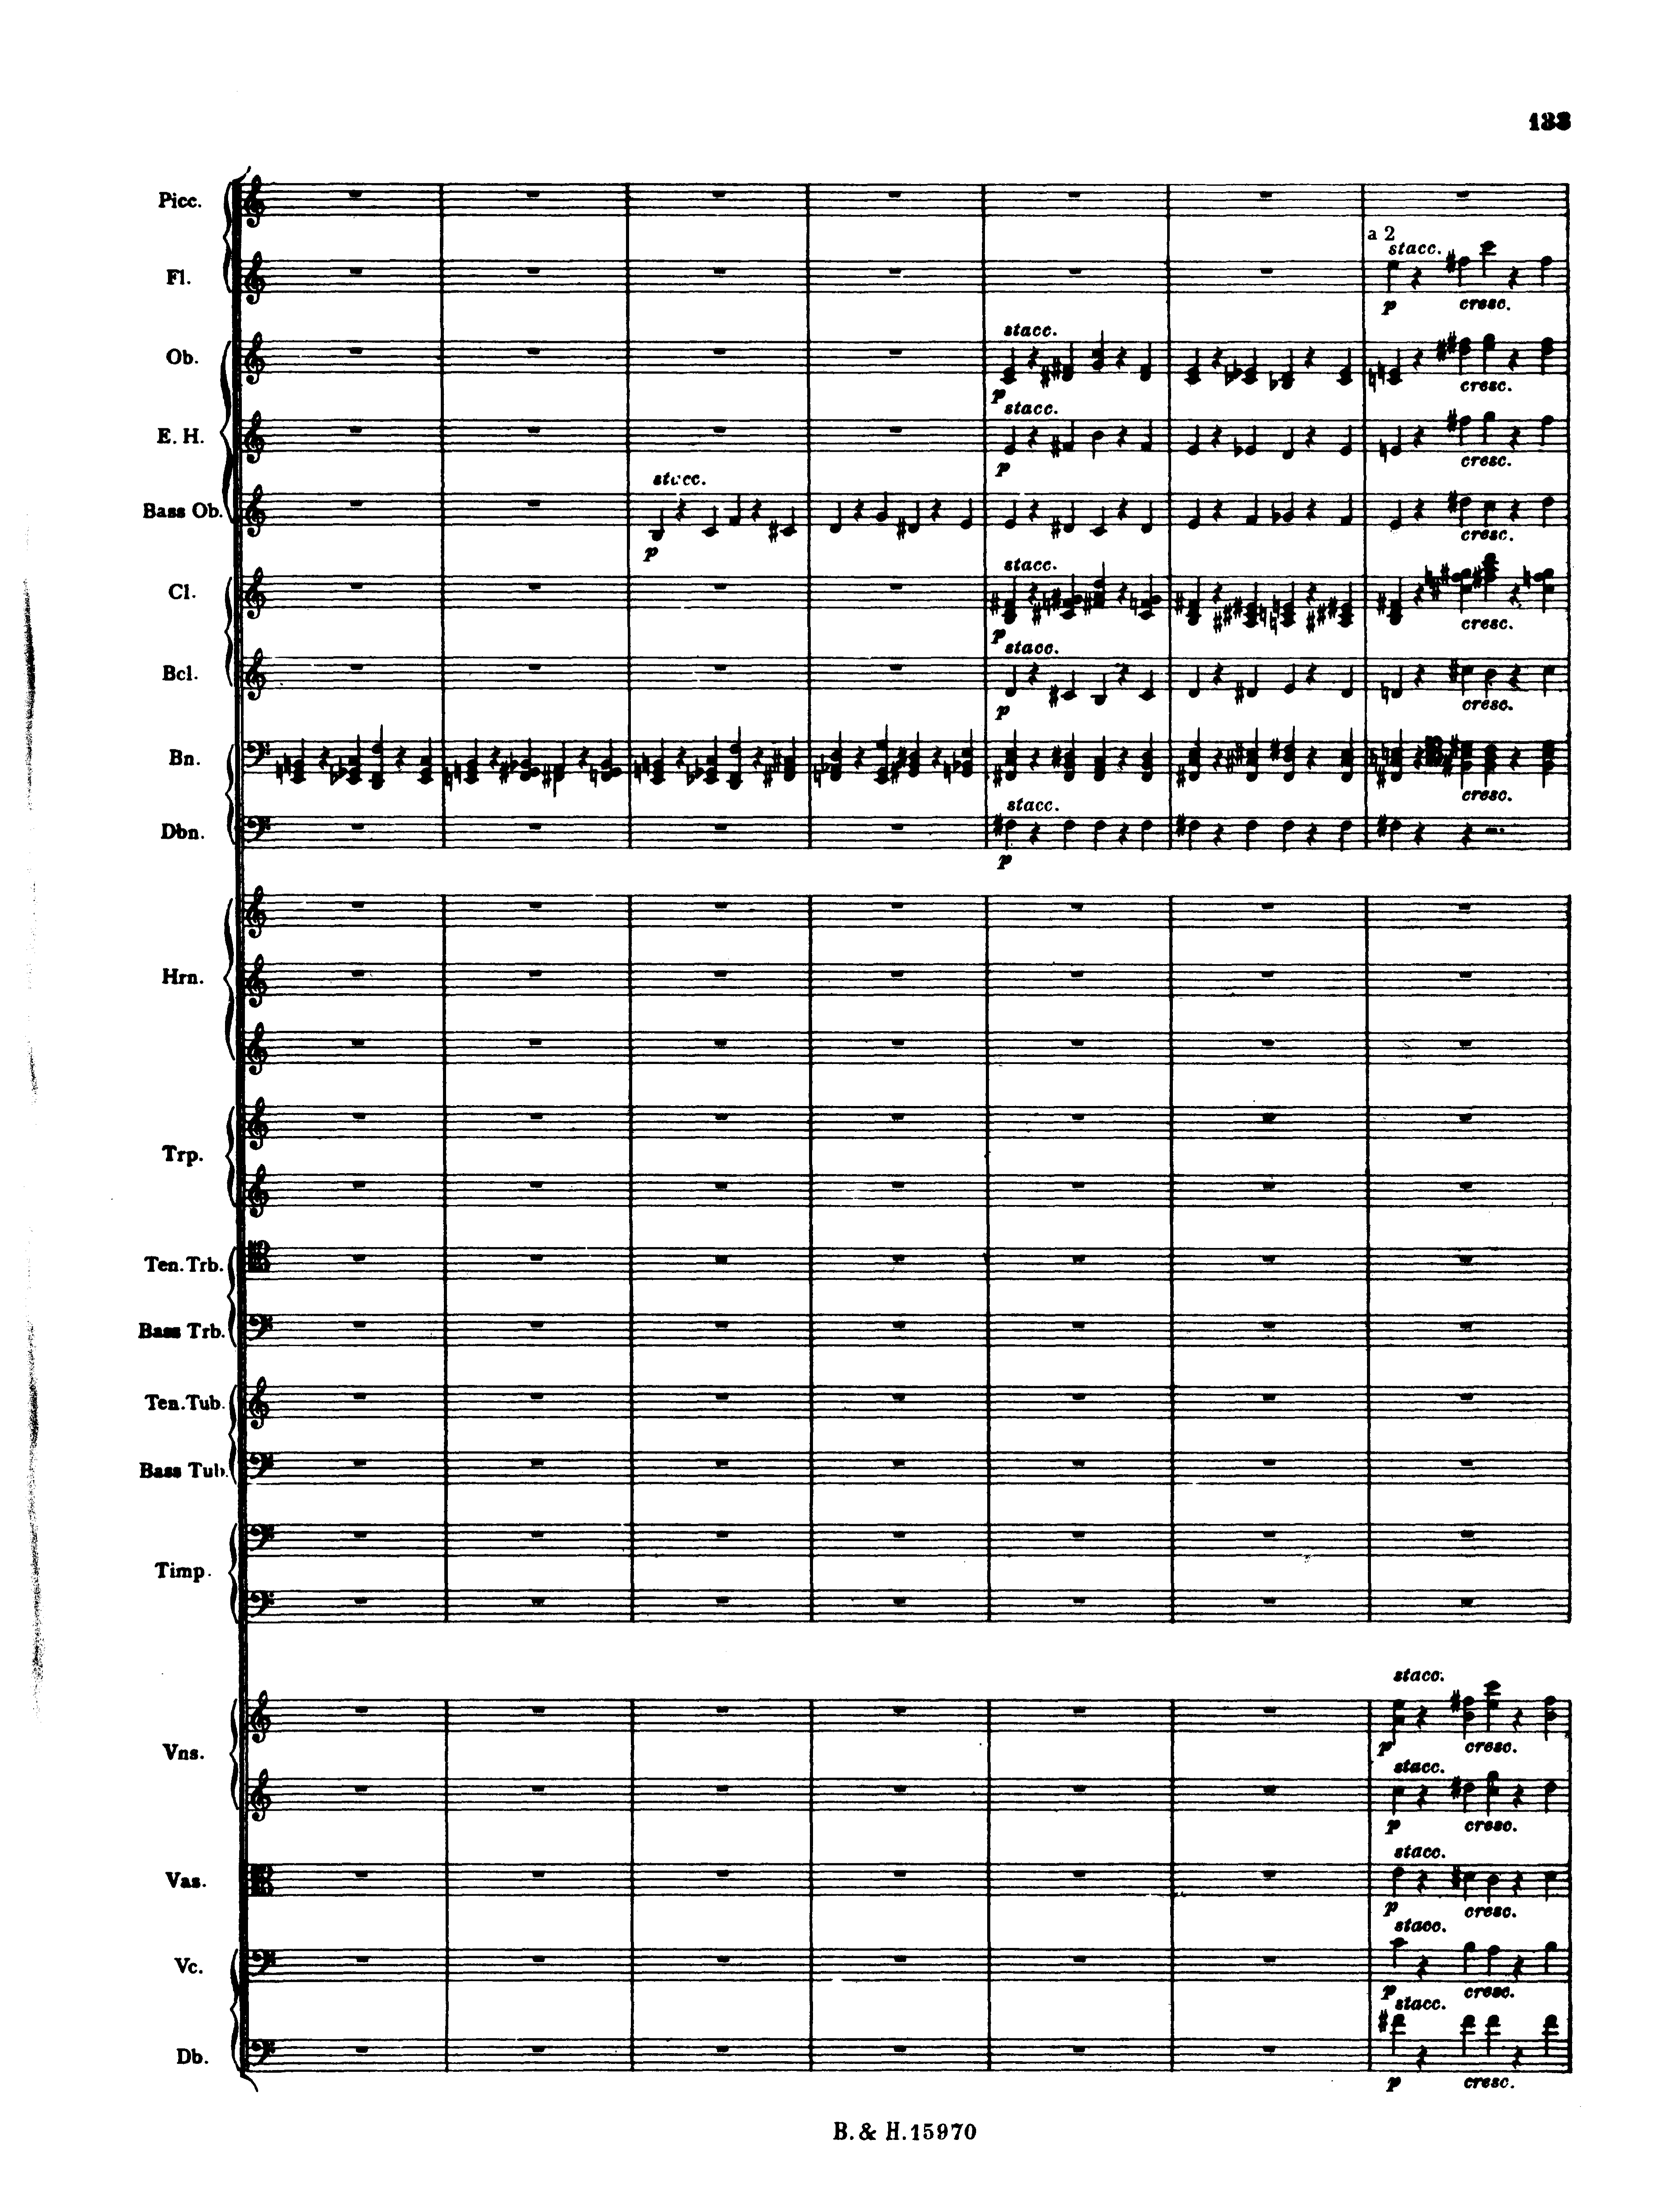 133
Picc.
a 2
stacc.
Fl.
p cresc.
stacc.
Ob.
p cresc.
stacc.
E. H.
p cresc.
stacc.
Bass Ob.
p cresc.
stacc.
Cl.
p cresc.
stacc.
Bcl.
p cresc.
Bn.
cresc.
stacc.
Dbn.
p
Hrn.
Trp.
Ten. Trb.
Bass Trb.
Ten. Tub.
Bass Tub.
Timp.
stacc.
p cresc.
Vns.
stacc.
p cresc.
stacc.
Vas.
p cresc.
stacc.
Vc.
p cresc.
stacc.
Db.
p cresc.
B. & H. 15970